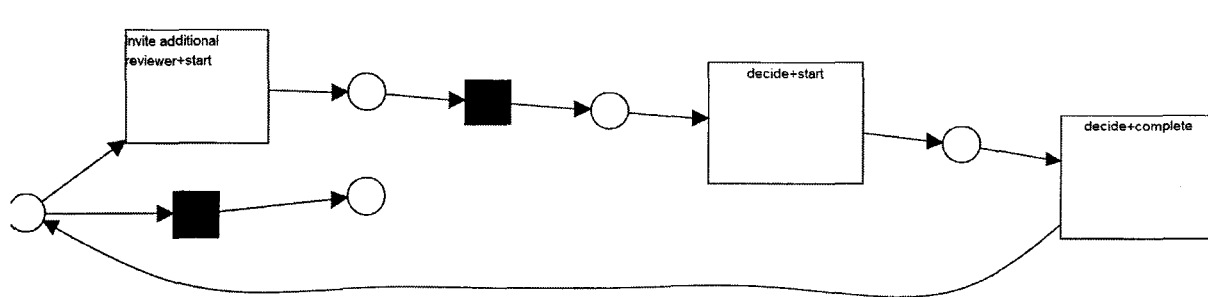 invite additional
reviewer+start
decide+start
decide+complete